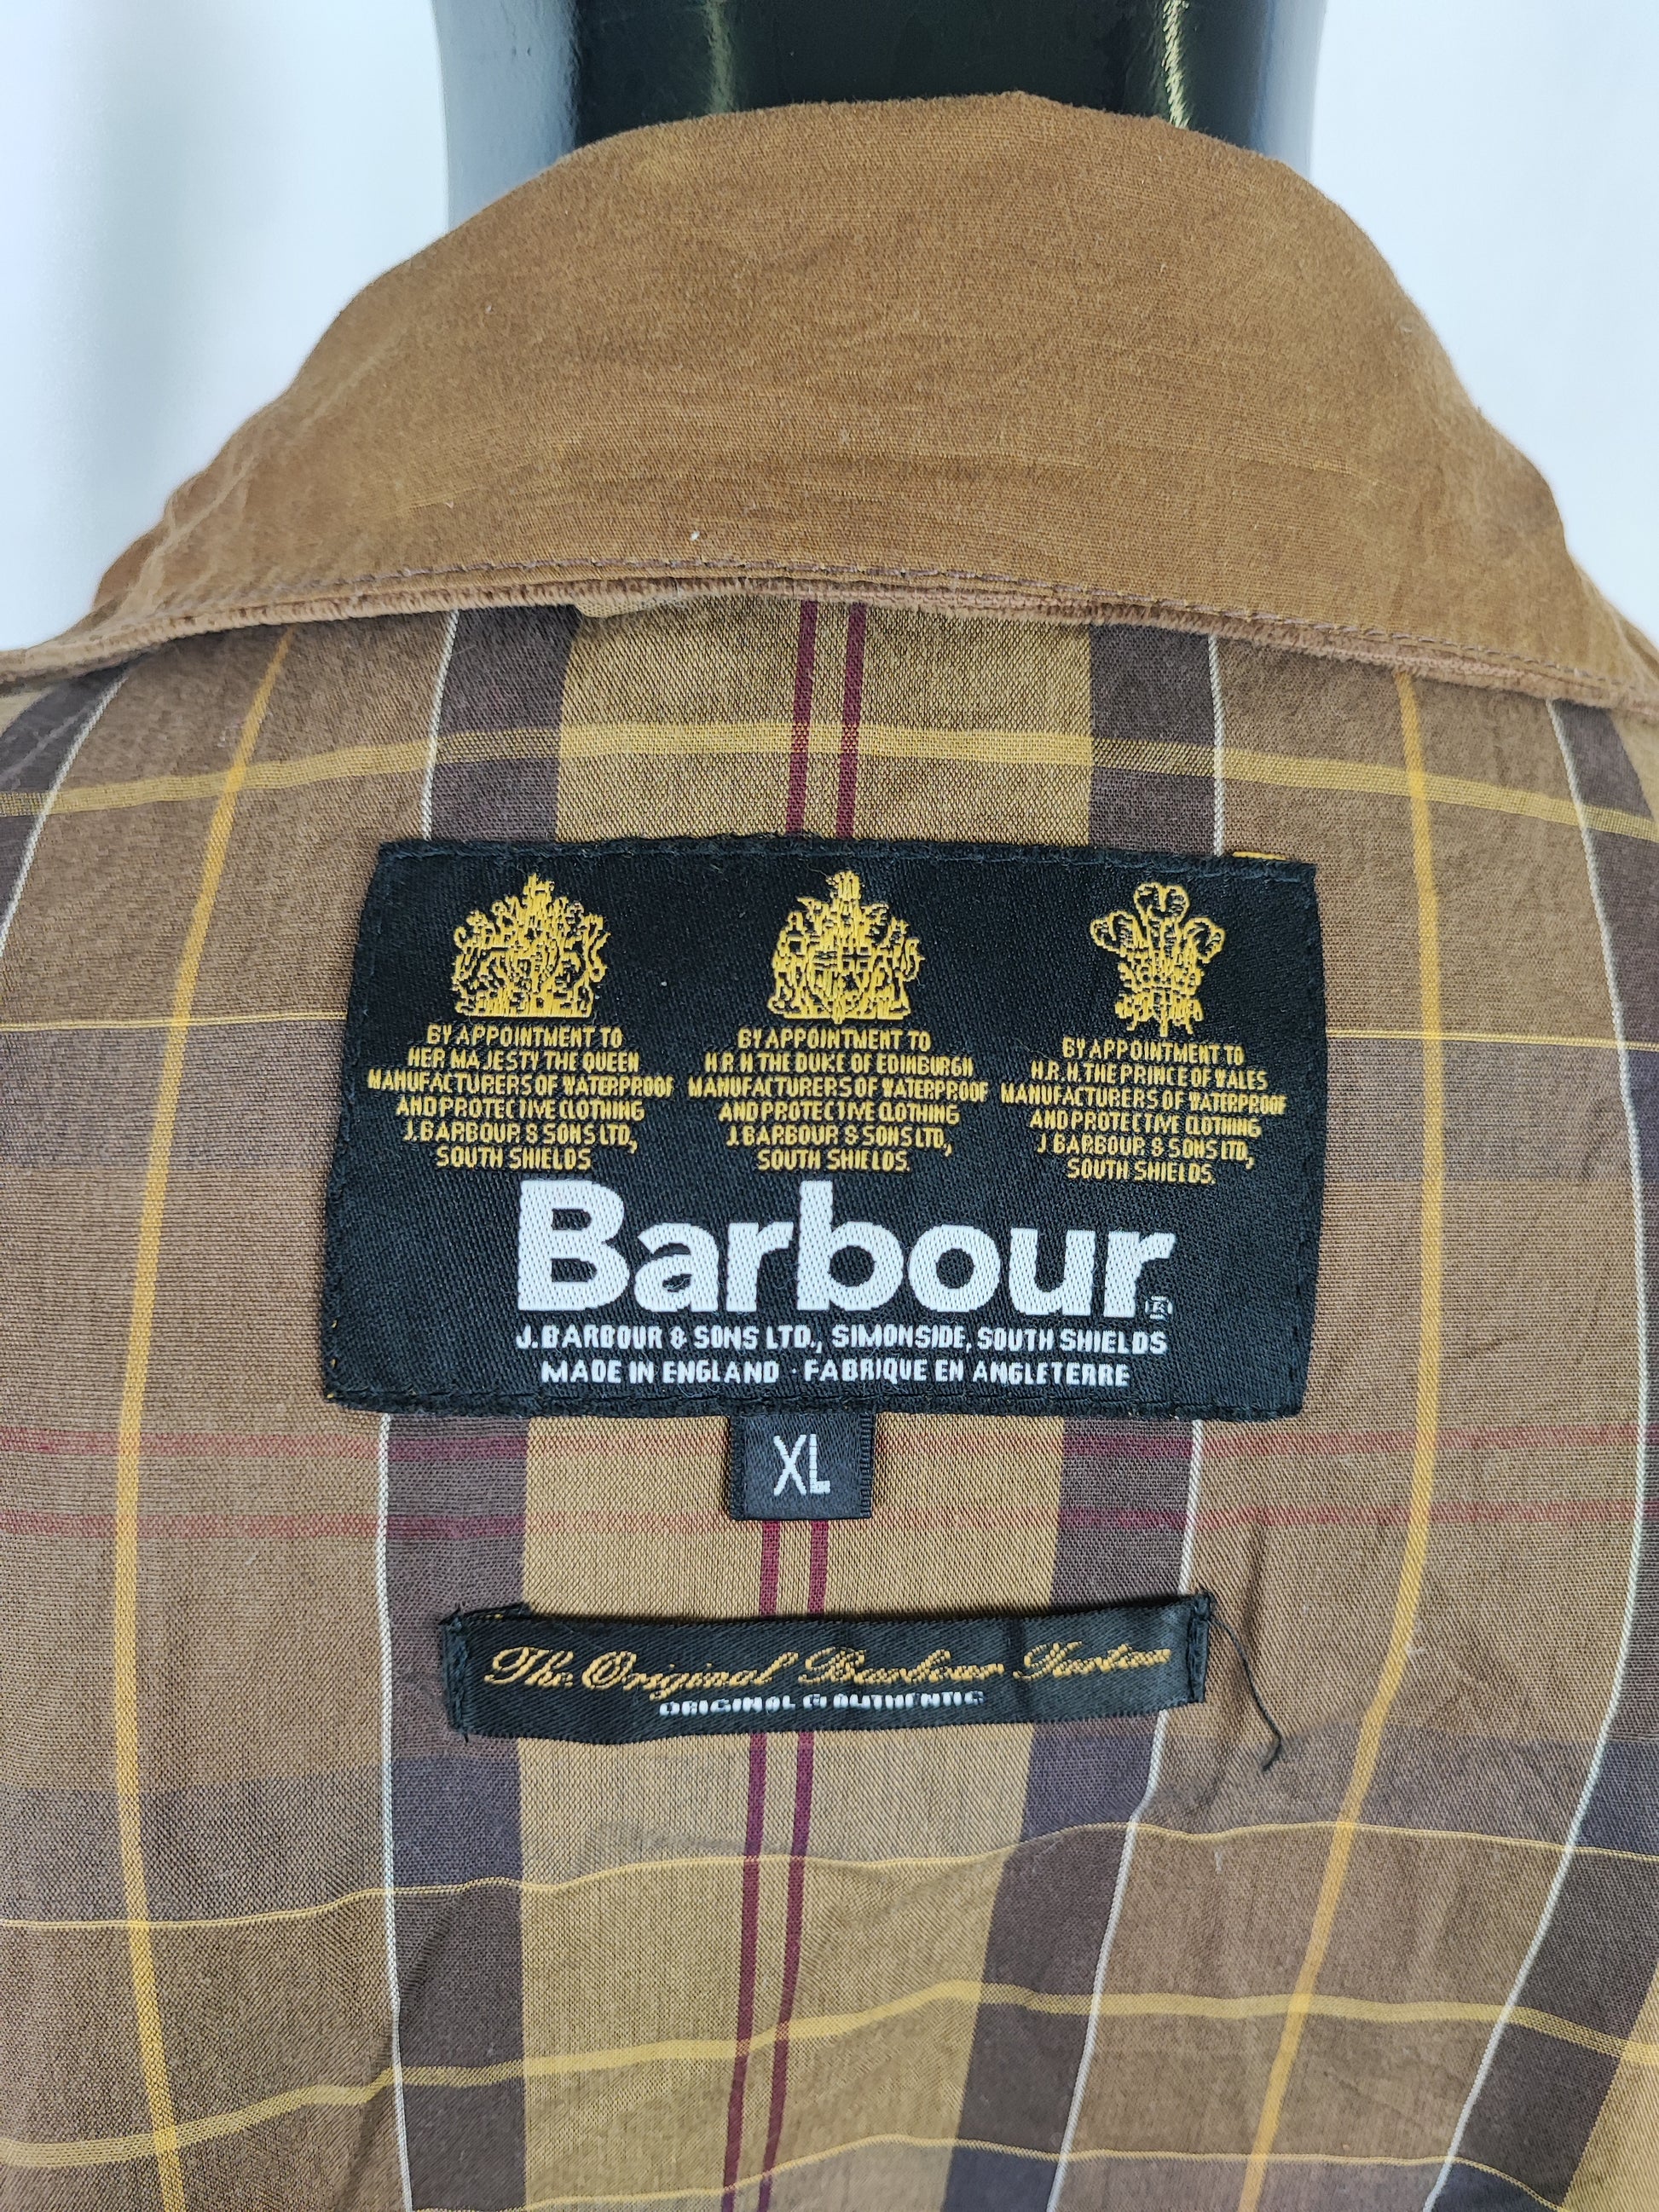 BY APPOINTMENT TO
HER MAJESTY THE QUEEN
MANUFACTURERS OF WATERPROOF
AND PROTECTIVE CLOTHING
J. BARBOUR & SONS LTD,
SOUTH SHIELDS.
BY APPOINTMENT TO
H.R.H THE DUKE OF EDINBURGH
MANUFACTURERS OF WATERPROOF
AND PROTECTIVE CLOTHING
J. BARBOUR & SONS LTD,
SOUTH SHIELDS.
BY APPOINTMENT TO
H.R.H. THE PRINCE OF WALES
MANUFACTURERS OF WATERPROOF
AND PROTECTIVE CLOTHING
J BARBOUR & SONS LTD,
SOUTH SHIELDS.
Barbour®
J. BARBOUR & SONS LTD., SIMONSIDE, SOUTH SHIELDS
MADE IN ENGLAND · FABRIQUE EN ANGLETERRE
XL
The Original Barbour Tartan
ORIGINAL & AUTHENTIC